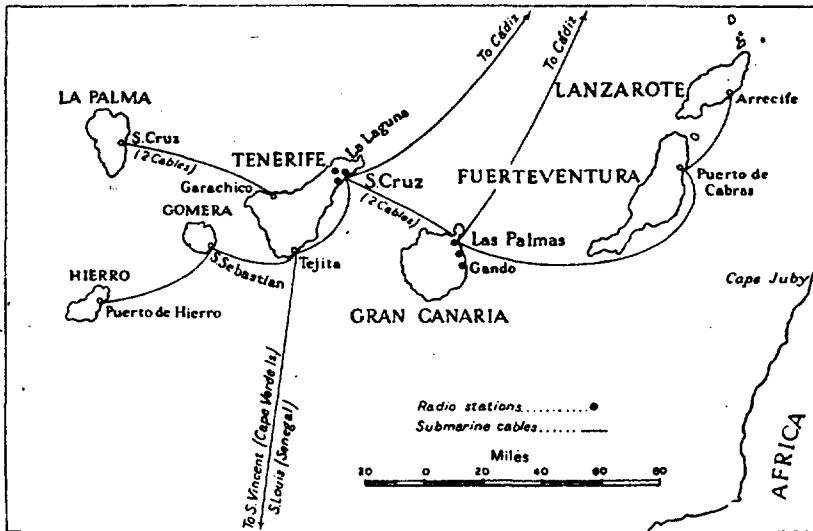 To Cádiz
To Cádiz
LANZAROTE
Arrecife
LA PALMA
S.Cruz
(2 Cables)
La Laguna
TENERIFE
S.Cruz
Garachico
(2 Cables)
FUERTEVENTURA
Puerto de
Cabras
GOMERA
S.Sebastían
Tejita
Las Palmas
Gando
GRAN CANARIA
HIERRO
Puerto de Hierro
Cape Juby
To S.Vincent (Cape Verde Is)
S.Louis (Senegal)
Radio stations..........
Submarine cables......
Miles
20 0 20 40 60 80
AFRICA